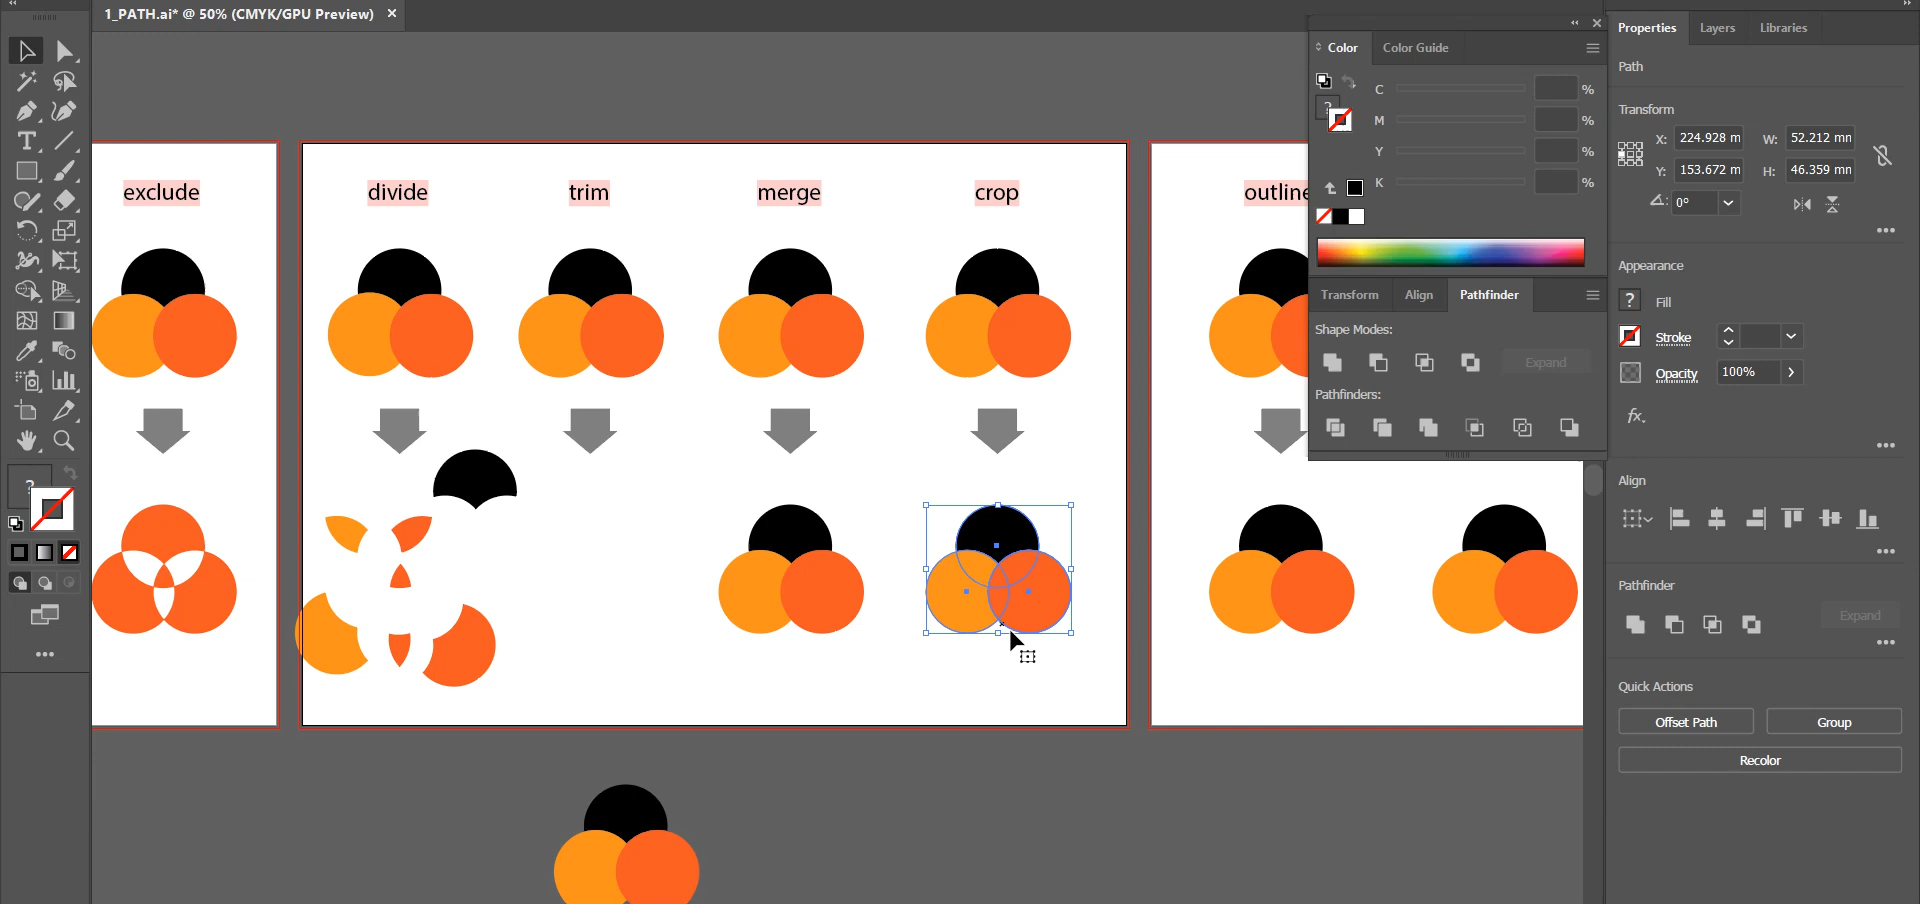 1_PATH.ai* @ 50% (CMYK/GPU Preview)
exclude
divide
trim
merge
crop
outline
Color
Color Guide
C
%
M
%
Y
%
K
%
Transform
Align
Pathfinder
Shape Modes:
Expand
Pathfinders:
Properties
Layers
Libraries
Path
Transform
X: 224.928 m
W: 52.212 mm
Y: 153.672 m
H: 46.359 mm
0°
Appearance
? Fill
Stroke
Opacity 100%
fx.
Align
Pathfinder
Expand
Quick Actions
Offset Path
Group
Recolor